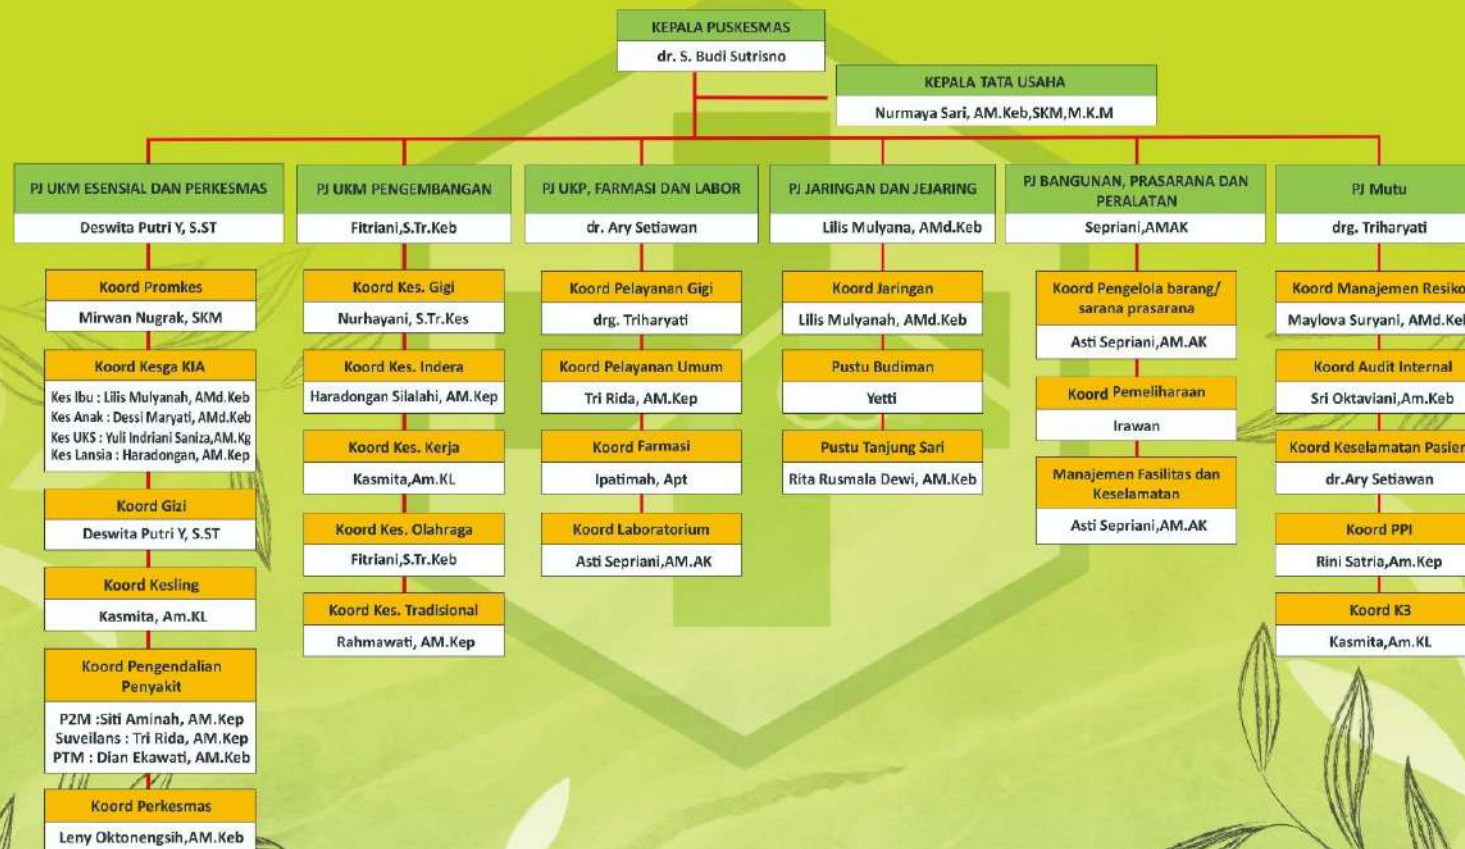 KEPALA PUSKESMAS
dr. S. Budi Sutrisno
KEPALA TATA USAHA
Nurmaya Sari, AM.Keb,SKM,M.K.M
PJ UKM ESENSIAL DAN PERKESMAS
Deswita Putri Y, S.ST
Koord Promkes
Mirwan Nugrak, SKM
Koord Kesga KIA
Kes Ibu : Lilis Mulyanah, AMd.Keb
Kes Anak : Dessi Maryati, AMd.Keb
Kes UKS : Yuli Indriani Saniza,AM.Kg
Kes Lansia : Haradongan, AM.Kep
Koord Gizi
Deswita Putri Y, S.ST
Koord Kesling
Kasmita, Am.KL
Koord Pengendalian
Penyakit
P2M :Siti Aminah, AM.Kep
Suveilans : Tri Rida, AM.Kep
PTM : Dian Ekawati, AM.Keb
Koord Perkesmas
Leny Oktonengsih,AM.Keb
PJ UKM PENGEMBANGAN
Fitriani,S.Tr.Keb
Koord Kes. Gigi
Nurhayani, S.Tr.Kes
Koord Kes. Indera
Haradongan Silalahi, AM.Kep
Koord Kes. Kerja
Kasmita,Am.KL
Koord Kes. Olahraga
Fitriani,S.Tr.Keb
Koord Kes. Tradisional
Rahmawati, AM.Kep
PJ UKP, FARMASI DAN LABOR
dr. Ary Setiawan
Koord Pelayanan Gigi
drg. Triharyati
Koord Pelayanan Umum
Tri Rida, AM.Kep
Koord Farmasi
Ipatimah, Apt
Koord Laboratorium
Asti Sepriani,AM.AK
PJ JARINGAN DAN JEJARING
Lilis Mulyana, AMd.Keb
Koord Jaringan
Lilis Mulyanah, AMd.Keb
Pustu Budiman
Yetti
Pustu Tanjung Sari
Rita Rusmala Dewi, AM.Keb
PJ BANGUNAN, PRASARANA DAN
PERALATAN
Sepriani,AMAK
Koord Pengelola barang/
sarana prasarana
Asti Sepriani,AM.AK
Koord Pemeliharaan
Irawan
Manajemen Fasilitas dan
Keselamatan
Asti Sepriani,AM.AK
PJ Mutu
drg. Triharyati
Koord Manajemen Resiko
Maylova Suryani, AMd.Keb
Koord Audit Internal
Sri Oktaviani,Am.Keb
Koord Keselamatan Pasien
dr.Ary Setiawan
Koord PPI
Rini Satria,Am.Kep
Koord K3
Kasmita,Am.KL